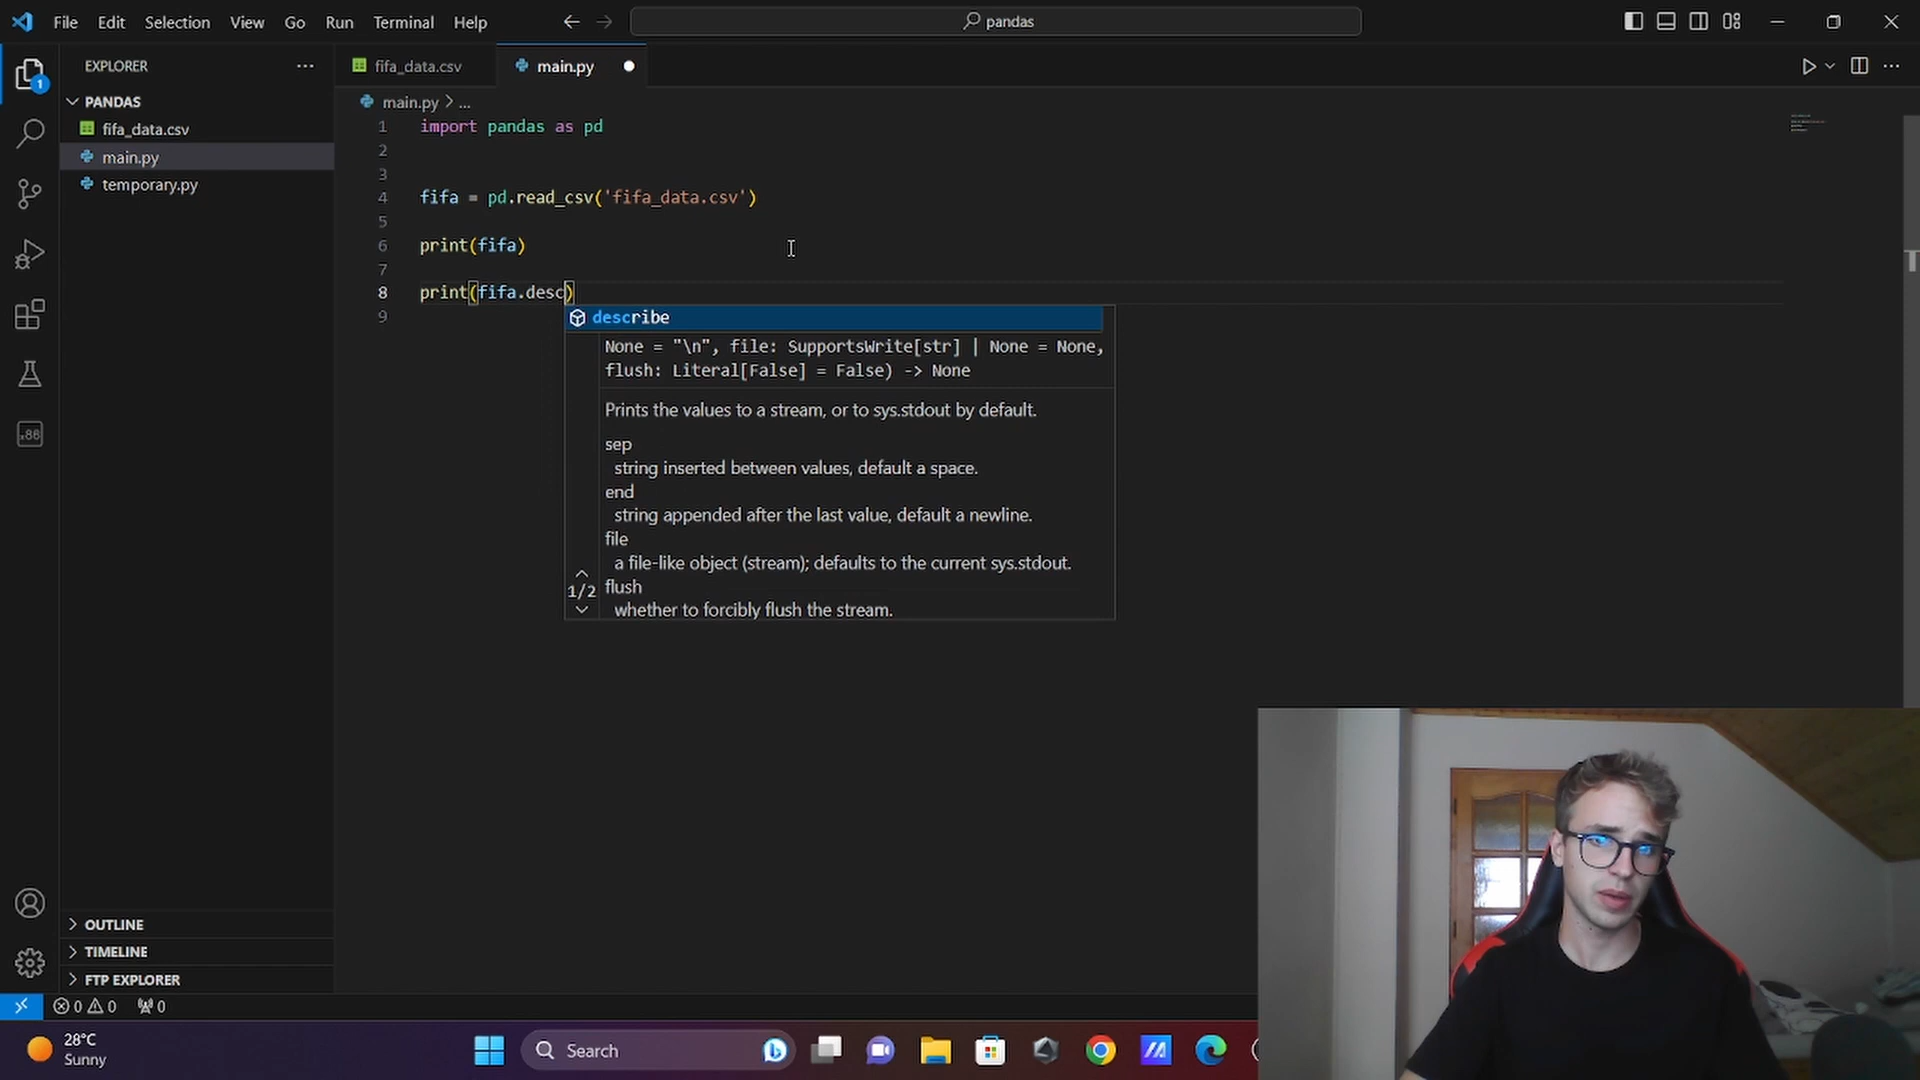 File Edit Selection View Go Run Terminal Help
pandas
EXPLORER
fifa_data.csv
main.py
PANDAS
fifa_data.csv
main.py
temporary.py
main.py > ...
1 import pandas as pd
2
3
4 fifa = pd.read_csv('fifa_data.csv')
5
6 print(fifa)
7
8 print(fifa.desc)
9
describe
None = "\n", file: SupportsWrite[str] | None = None,
flush: Literal[False] = False) -> None
Prints the values to a stream, or to sys.stdout by default.
sep
string inserted between values, default a space.
end
string appended after the last value, default a newline.
file
a file-like object (stream); defaults to the current sys.stdout.
1/2
flush
whether to forcibly flush the stream.
1
.86
OUTLINE
TIMELINE
FTP EXPLORER
0 0 0
28°C
Sunny
Search